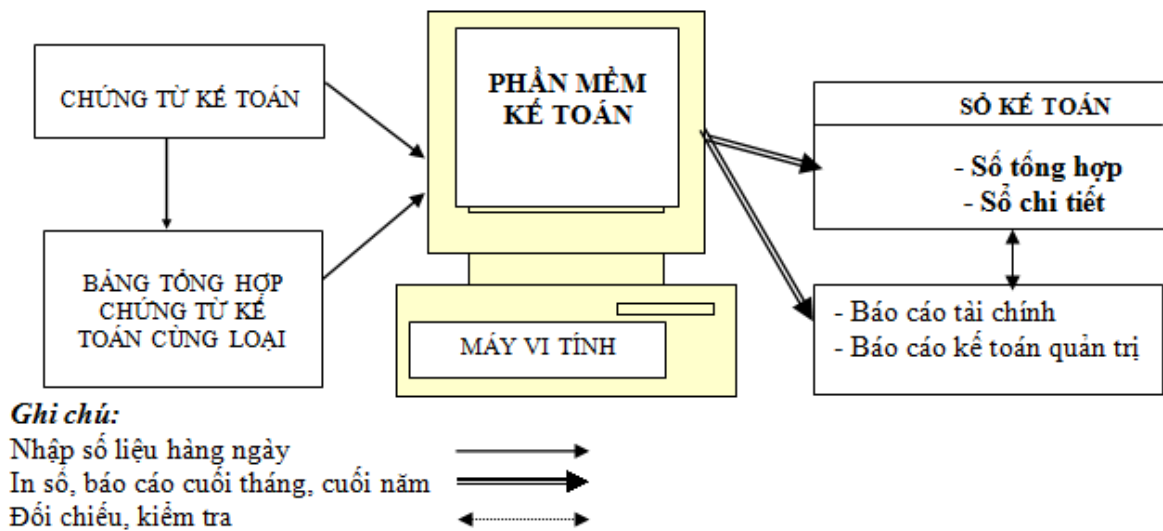 CHỨNG TỪ KẾ TOÁN
BẢNG TỔNG HỢP
CHỨNG TỪ KẾ
TOÁN CÙNG LOẠI
PHẦN MỀM
KẾ TOÁN
MÁY VI TÍNH
SỔ KẾ TOÁN
- Số tổng hợp
- Sổ chi tiết
- Báo cáo tài chính
- Báo cáo kế toán quản trị
Ghi chú:
Nhập số liệu hàng ngày
In sổ, báo cáo cuối tháng, cuối năm
Đối chiếu, kiểm tra